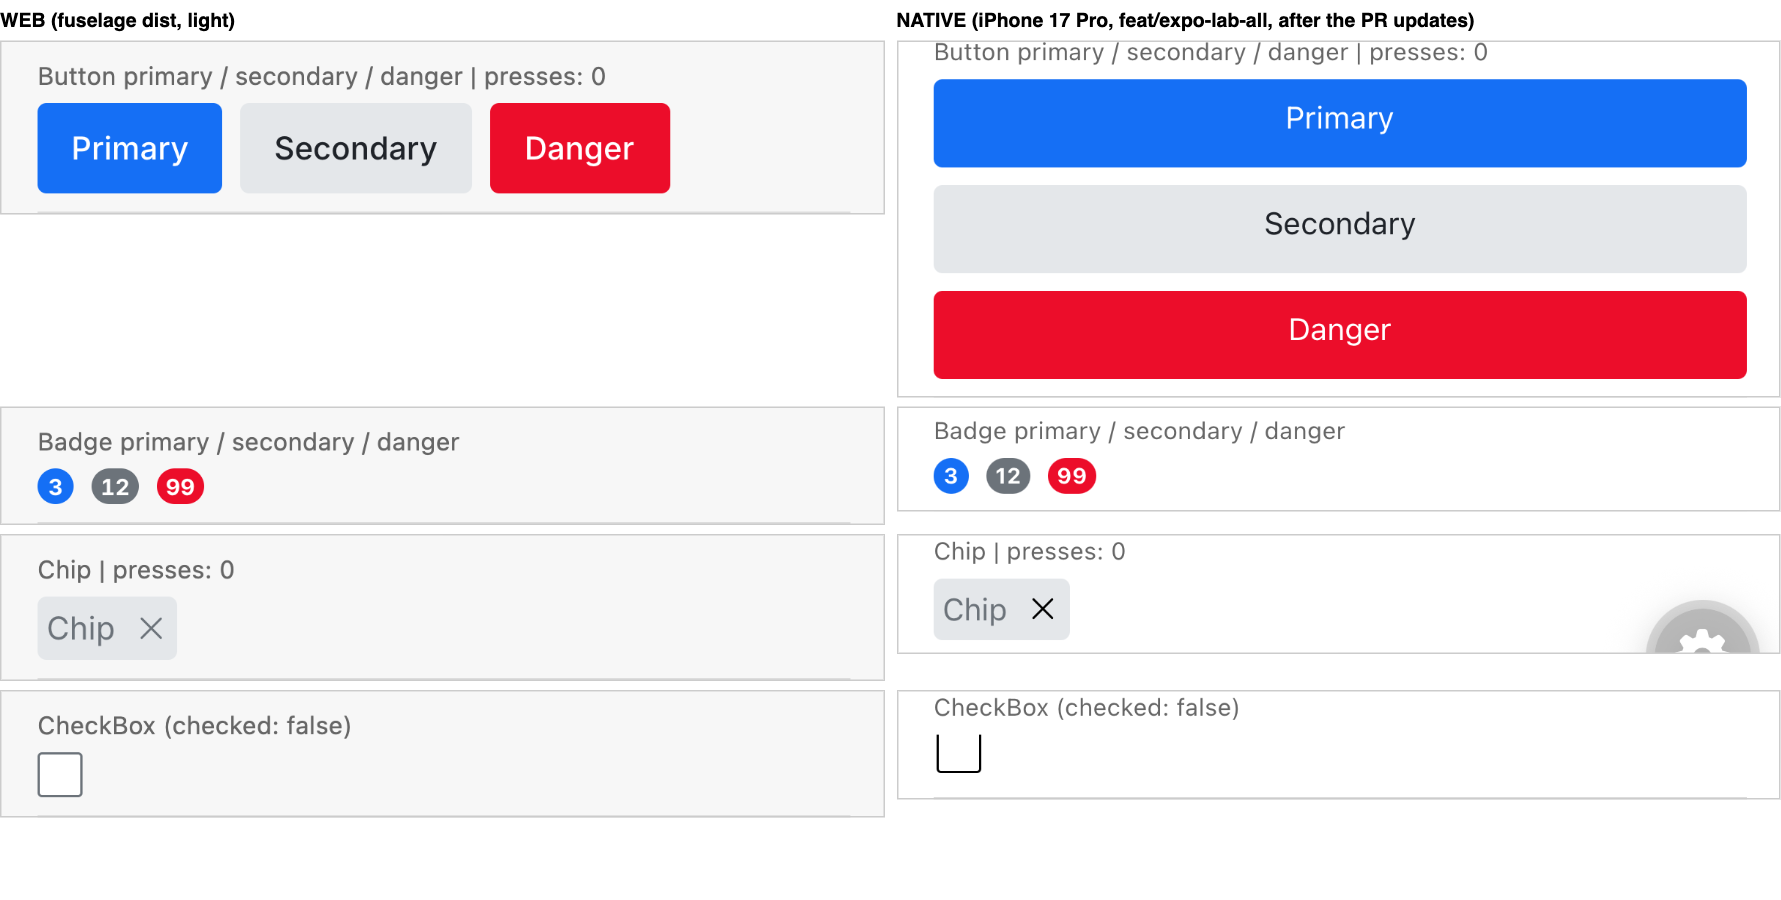 WEB (fuselage dist, light)
Button primary / secondary / danger | presses: 0
Primary
Secondary
Danger
Badge primary / secondary / danger
3
12
99
Chip | presses: 0
Chip
CheckBox (checked: false)
NATIVE (iPhone 17 Pro, feat/expo-lab-all, after the PR updates)
Button primary / secondary / danger | presses: 0
Primary
Secondary
Danger
Badge primary / secondary / danger
3
12
99
Chip | presses: 0
Chip
CheckBox (checked: false)